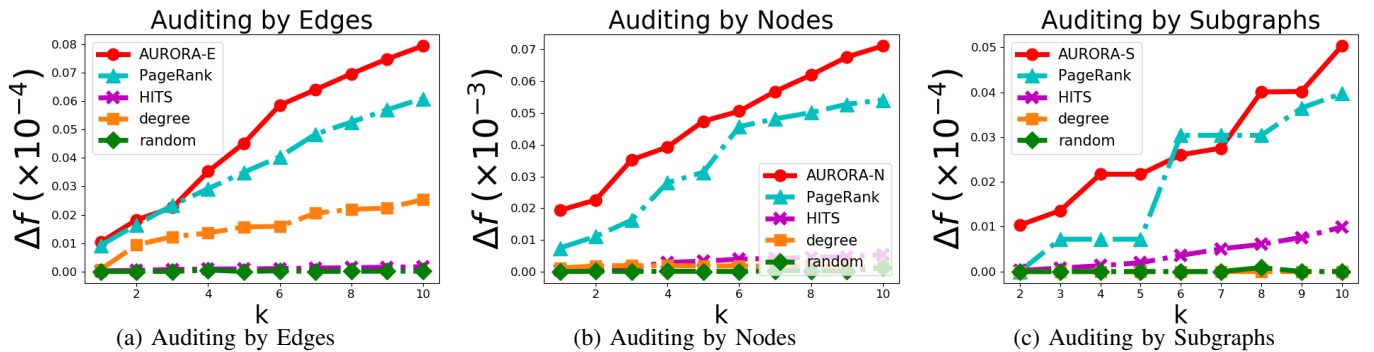 Auditing by Edges
Δf (×10⁻⁴)
0.08
0.07
0.06
0.05
0.04
0.03
0.02
0.01
0.00
AURORA-E
PageRank
HITS
degree
random
2
4
6
8
10
k
(a) Auditing by Edges
Auditing by Nodes
Δf (×10⁻³)
0.07
0.06
0.05
0.04
0.03
0.02
0.01
0.00
AURORA-N
PageRank
HITS
degree
random
2
4
6
8
10
k
(b) Auditing by Nodes
Auditing by Subgraphs
Δf (×10⁻⁴)
0.05
0.04
0.03
0.02
0.01
0.00
AURORA-S
PageRank
HITS
degree
random
2
3
4
5
6
7
8
9
10
k
(c) Auditing by Subgraphs